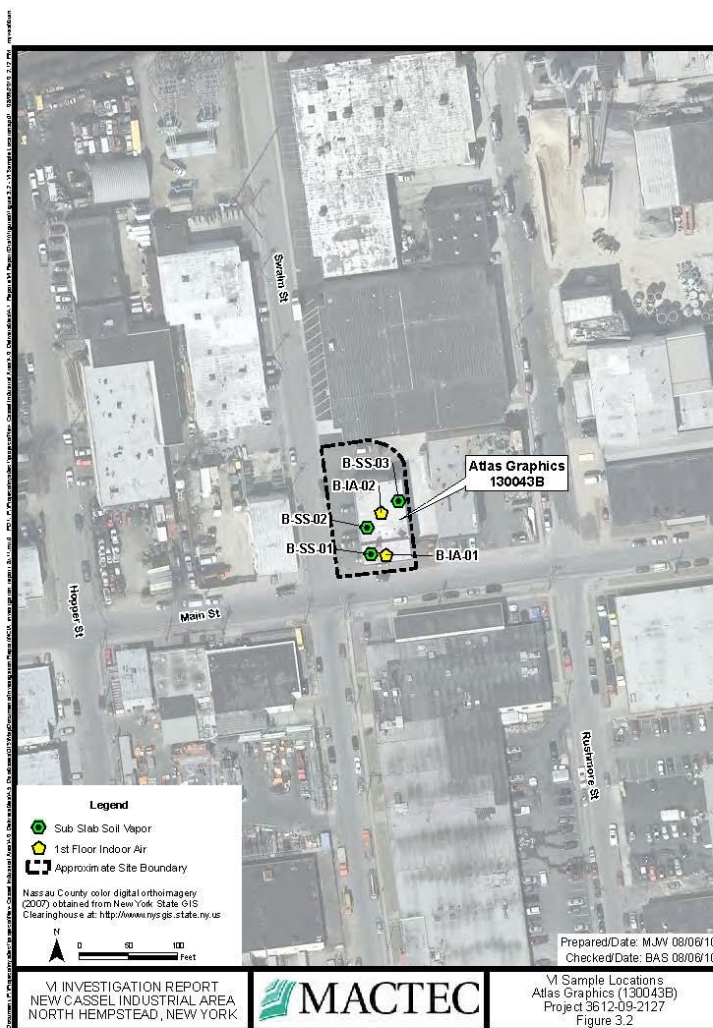 Swalm St
B-SS-03
B-IA-02
Atlas Graphics
130043B
B-SS-02
B-SS-01
B-IA-01
Main St
Hopper St
Rushmore St
Legend
Sub Slab Soil Vapor
1st Floor Indoor Air
Approximate Site Boundary
Nassau County color digital orthoimagery
(2007) obtained from New York State GIS
Clearinghouse at: http://www.nysgis.state.ny.us
N
0 50 100
Feet
Prepared/Date: MJW 08/06/10
Checked/Date: BAS 08/06/10
VI INVESTIGATION REPORT
NEW CASSEL INDUSTRIAL AREA
NORTH HEMPSTEAD, NEW YORK
MACTEC
VI Sample Locations
Atlas Graphics (130043B)
Project 3612-09-2127
Figure 3.2